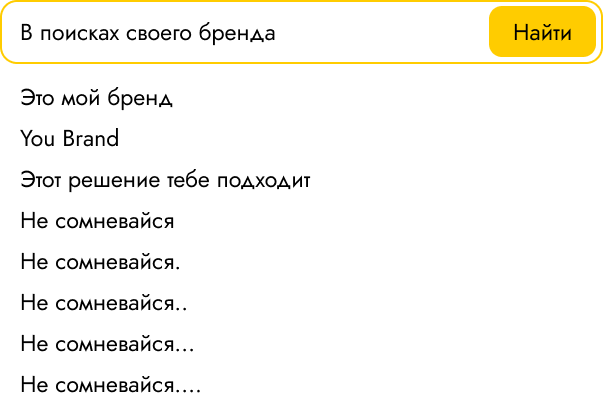 В поисках своего бренда
Найти
Это мой бренд
You Brand
Этот решение тебе подходит
Не сомневайся
Не сомневайся.
Не сомневайся..
Не сомневайся...
Не сомневайся....